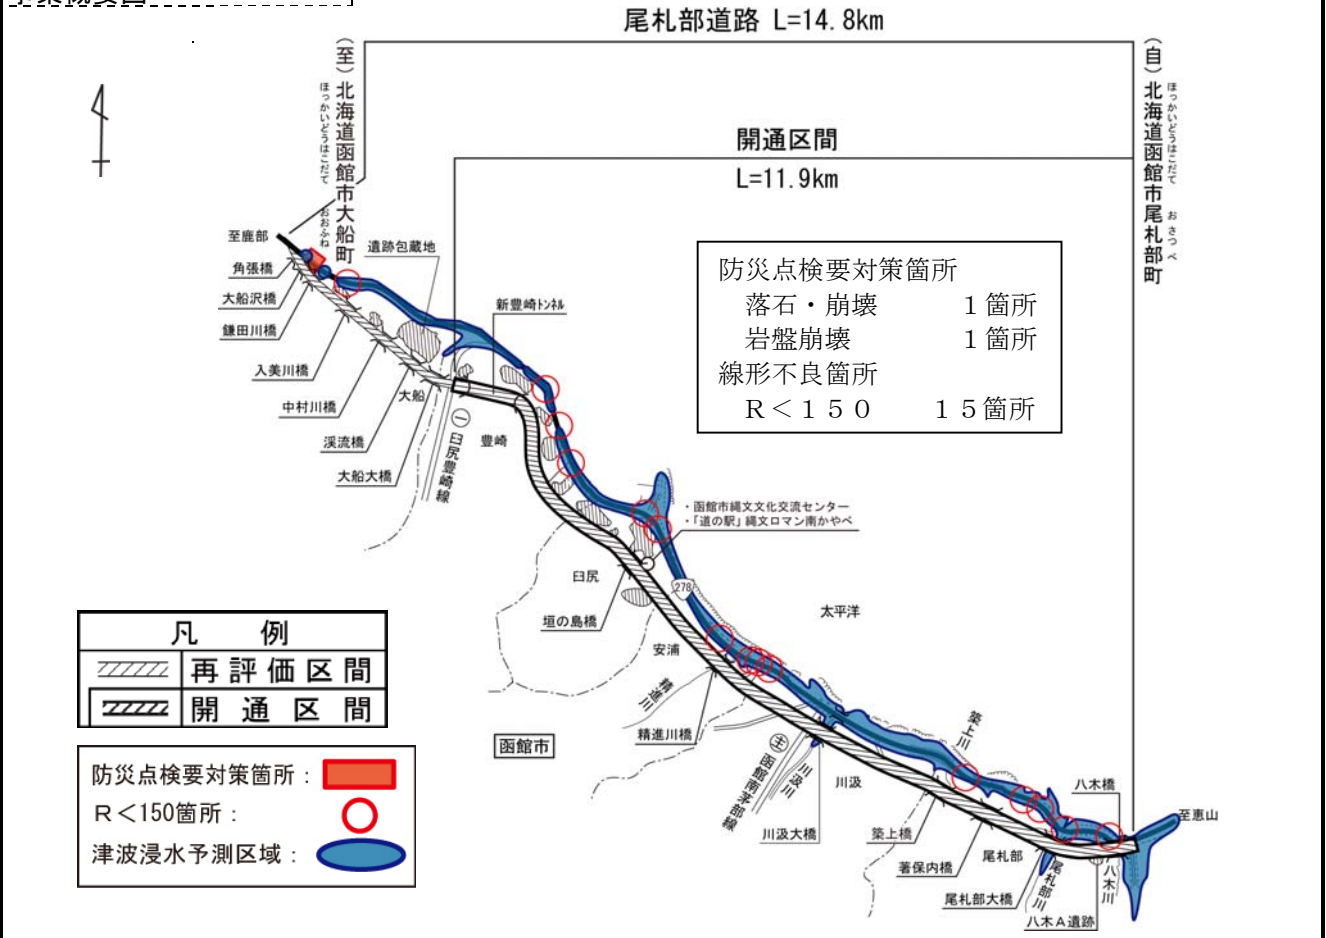 尾札部道路 L=14.8km
(至)北海道函館市大船町
ほっかいどうはこだて
おおふね
(自)北海道函館市尾札部町
ほっかいどうはこだて
おさつべ
開通区間
L=11.9km
至鹿部
角張橋
大船沢橋
鎌田川橋
入美川橋
中村川橋
渓流橋
大船大橋
遺跡包蔵地
新豊崎トンネル
大船
㊀臼尻豊崎線
豊崎
防災点検要対策箇所
落石・崩壊 1箇所
岩盤崩壊 1箇所
線形不良箇所
R<150 15箇所
・函館市縄文文化交流センター
・「道の駅」縄文ロマン南かやべ
278
臼尻
垣の島橋
太平洋
安浦
精進川
精進川橋
函館市
㊤函館南茅部線
川汲川
川汲
川汲大橋
築上川
築上橋
著保内橋
尾札部
尾札部大橋
尾札部川
八木橋
八木川
八木A遺跡
至恵山
凡例
再評価区間
開通区間
防災点検要対策箇所:
R<150箇所:
津波浸水予測区域: